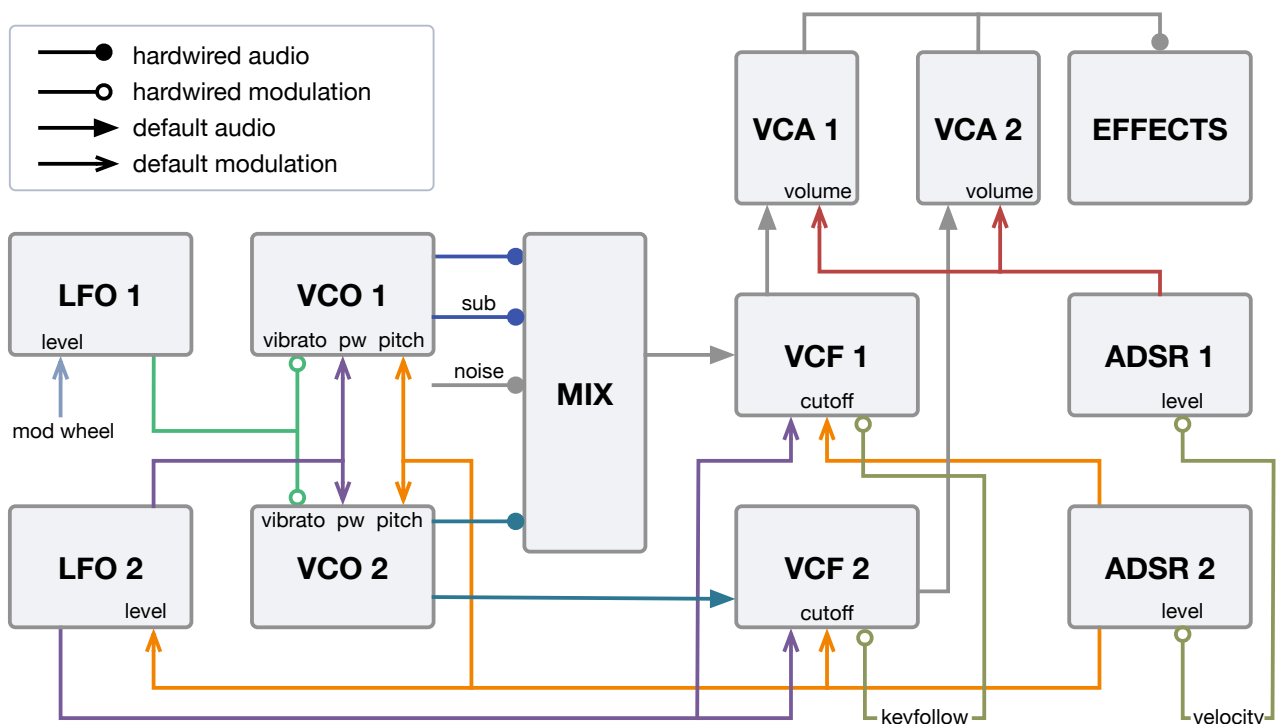 hardwired audio
hardwired modulation
default audio
default modulation
VCA 1
volume
VCA 2
volume
EFFECTS
LFO 1
level
mod wheel
VCO 1
vibrato pw pitch
sub
noise
MIX
VCF 1
cutoff
ADSR 1
level
LFO 2
level
vibrato pw pitch
VCO 2
VCF 2
cutoff
ADSR 2
level
keyfollow
velocity